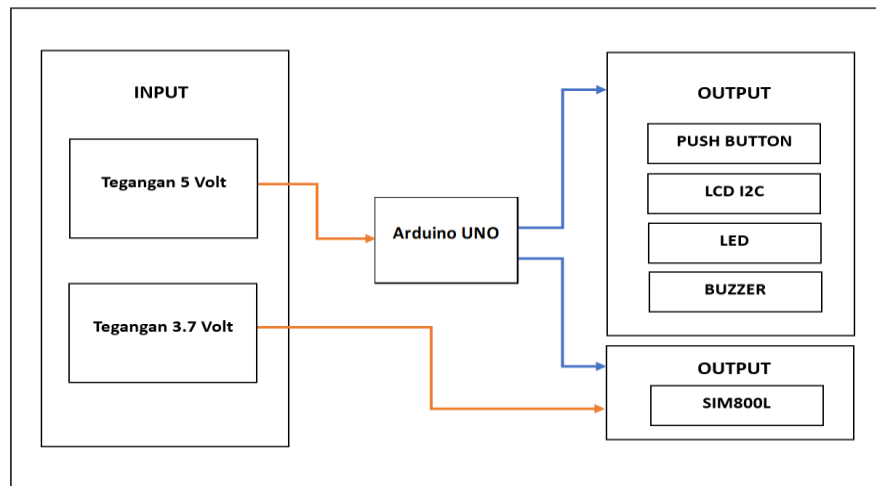 INPUT
Tegangan 5 Volt
Tegangan 3.7 Volt
Arduino UNO
OUTPUT
PUSH BUTTON
LCD I2C
LED
BUZZER
OUTPUT
SIM800L